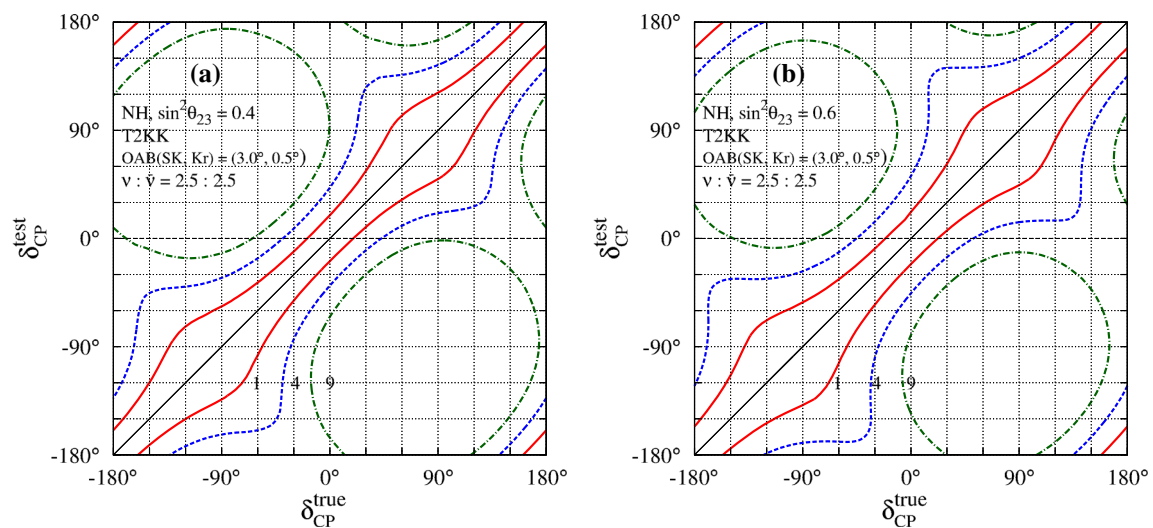 180°
90°
0°
-90°
-180°
δ_CP^test
(a)
NH, sin²θ₂₃ = 0.4
T2KK
OAB(SK, Kr) = (3.0°, 0.5°)
ν : ν̄ = 2.5 : 2.5
1 4 9
-180° -90° 0° 90° 180°
δ_CP^true
180°
90°
0°
-90°
-180°
δ_CP^test
(b)
NH, sin²θ₂₃ = 0.6
T2KK
OAB(SK, Kr) = (3.0°, 0.5°)
ν : ν̄ = 2.5 : 2.5
1 4 9
-180° -90° 0° 90° 180°
δ_CP^true